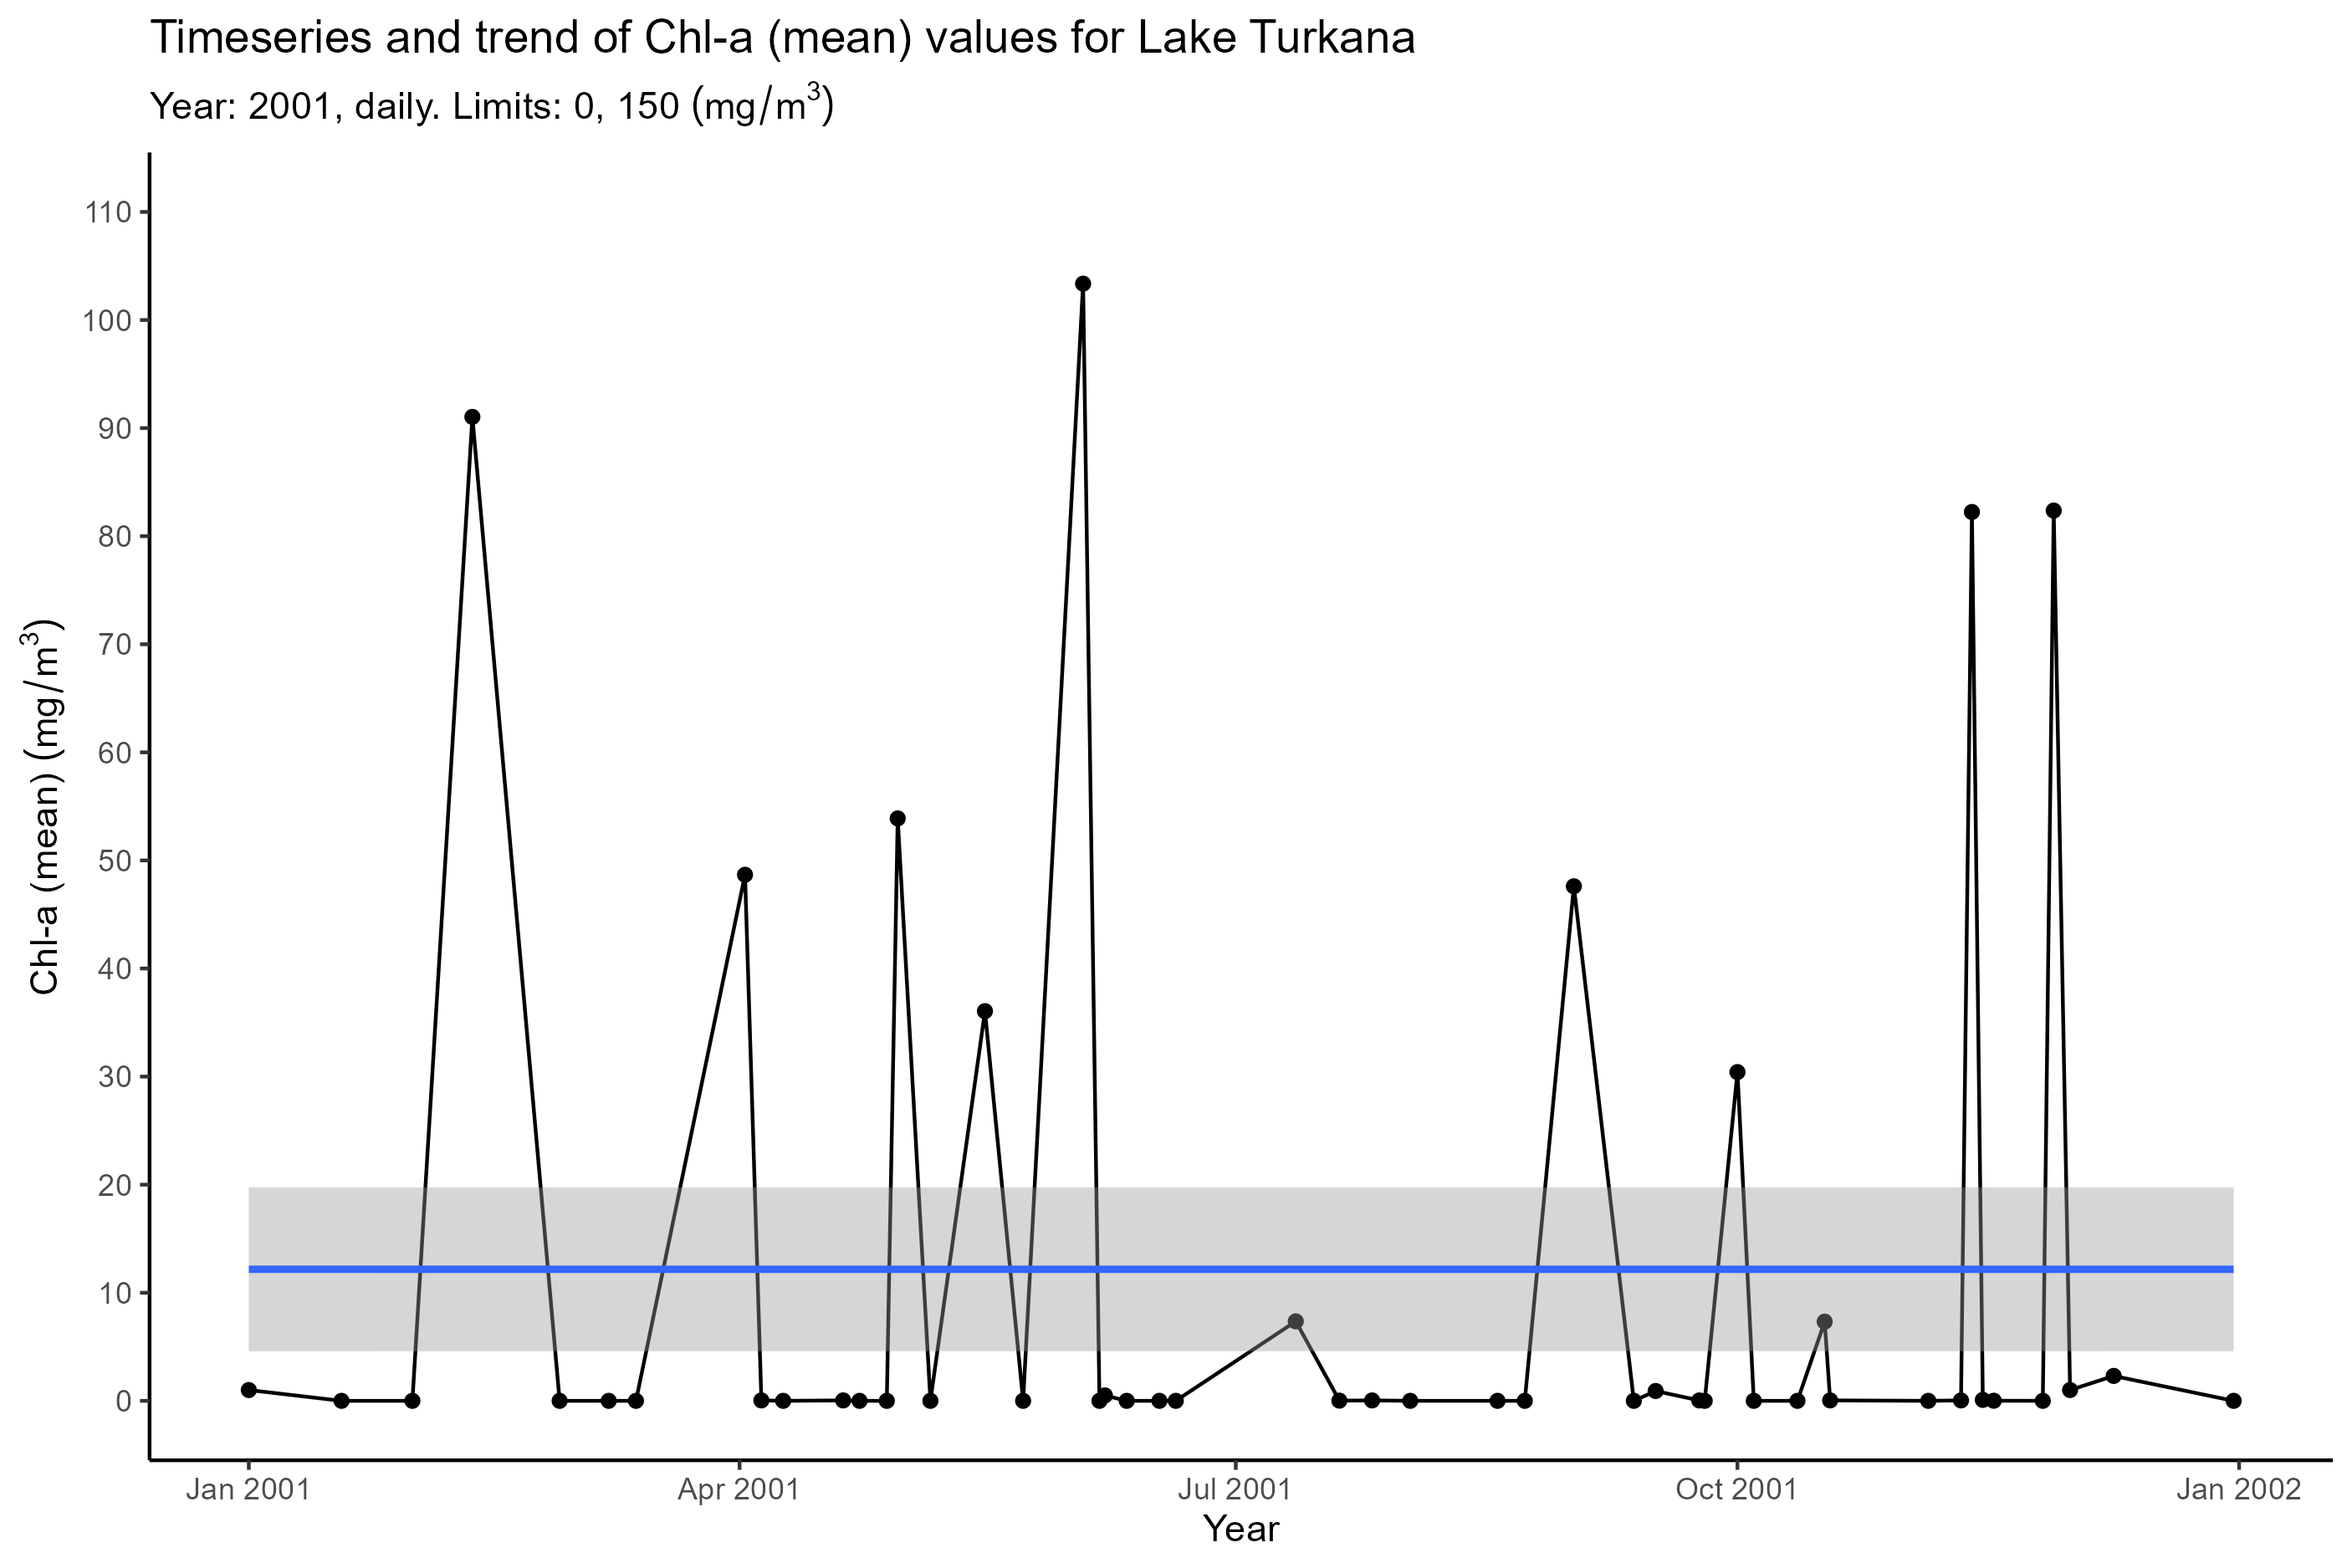 Timeseries and trend of Chl-a (mean) values for Lake Turkana
Year: 2001, daily. Limits: 0, 150 (mg/m³)
110
100
90
80
70
60
50
40
30
20
10
0
Chl-a (mean) (mg/m³)
Jan 2001
Apr 2001
Jul 2001
Oct 2001
Jan 2002
Year